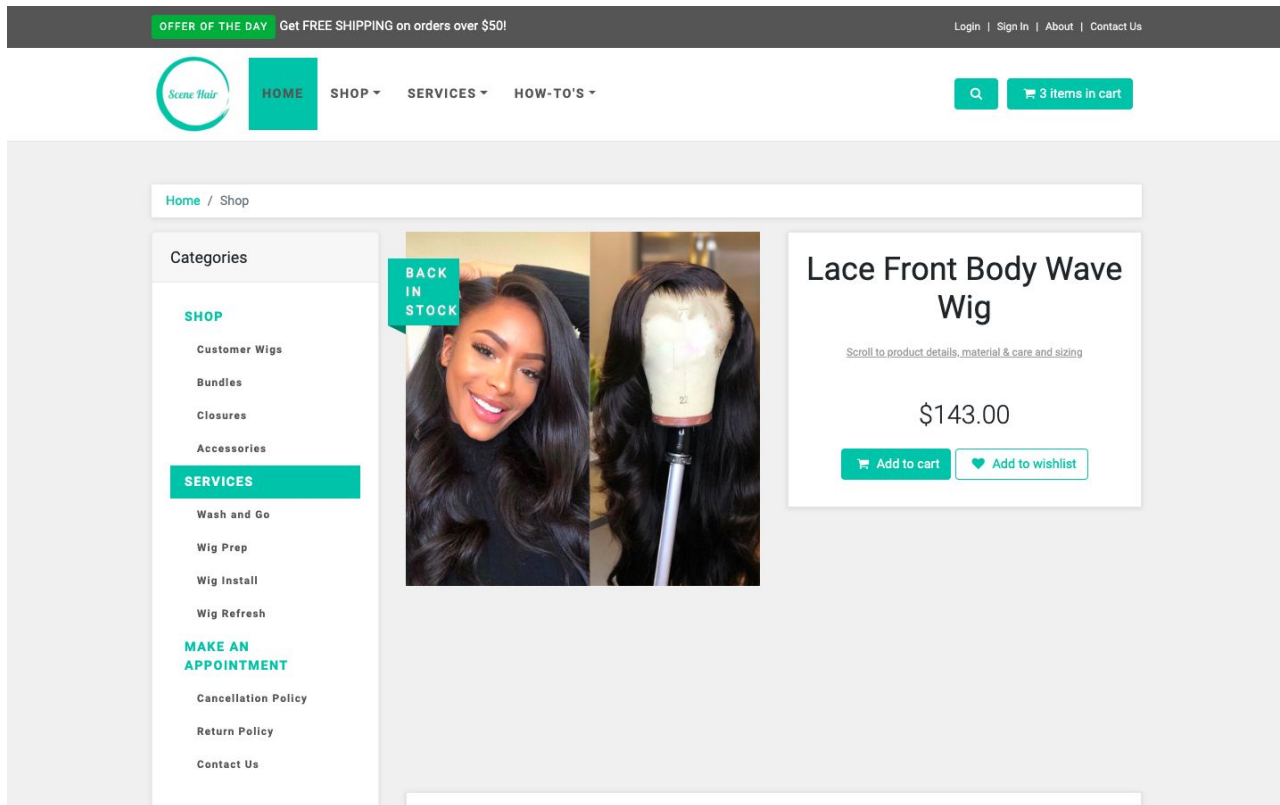 OFFER OF THE DAY Get FREE SHIPPING on orders over $50!
Login | Sign In | About | Contact Us
Scene Hair
HOME SHOP SERVICES HOW-TO'S
3 items in cart
Home / Shop
Categories
SHOP
Customer Wigs
Bundles
Closures
Accessories
SERVICES
Wash and Go
Wig Prep
Wig Install
Wig Refresh
MAKE AN
APPOINTMENT
Cancellation Policy
Return Policy
Contact Us
BACK
IN
STOCK
22
Lace Front Body Wave
Wig
Scroll to product details, material & care and sizing
$143.00
Add to cart Add to wishlist